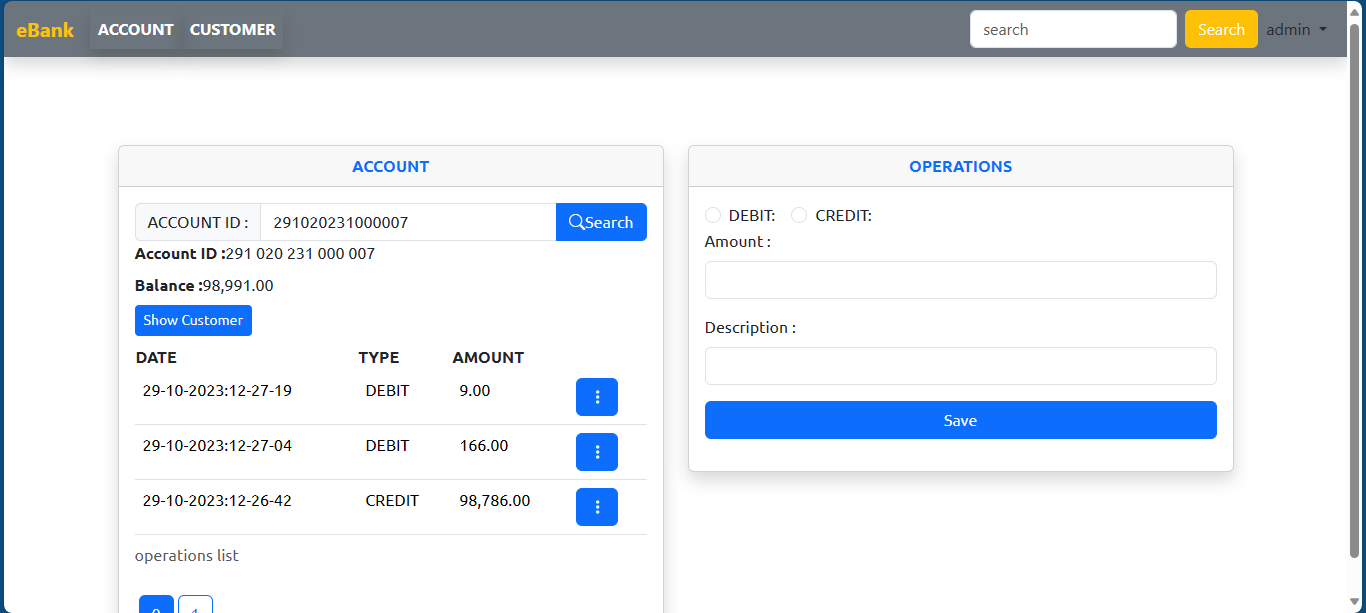 eBank ACCOUNT CUSTOMER search Search admin
ACCOUNT
ACCOUNT ID : 291020231000007 Search
Account ID :291 020 231 000 007
Balance :98,991.00
Show Customer
DATE TYPE AMOUNT
29-10-2023:12-27-19 DEBIT 9.00
29-10-2023:12-27-04 DEBIT 166.00
29-10-2023:12-26-42 CREDIT 98,786.00
operations list
0 1
OPERATIONS
DEBIT: CREDIT:
Amount :
Description :
Save